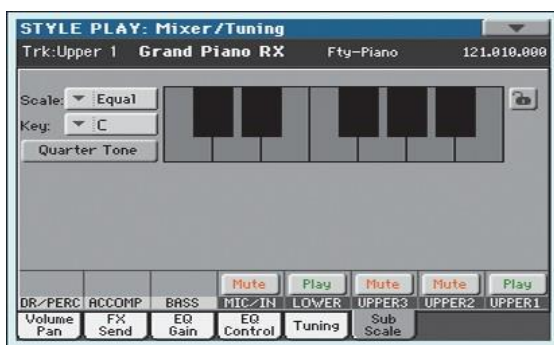 STYLE PLAY: Mixer/Tuning
Trk:Upper 1 Grand Piano RX Fty-Piano 121.010.000
Scale: Equal
Key: C
Quarter Tone
Mute Play Mute Mute Play
DR/PERC ACCOMP BASS MIC/IN LOWER UPPER3 UPPER2 UPPER1
Volume Pan FX Send EQ Gain EQ Control Tuning Sub Scale